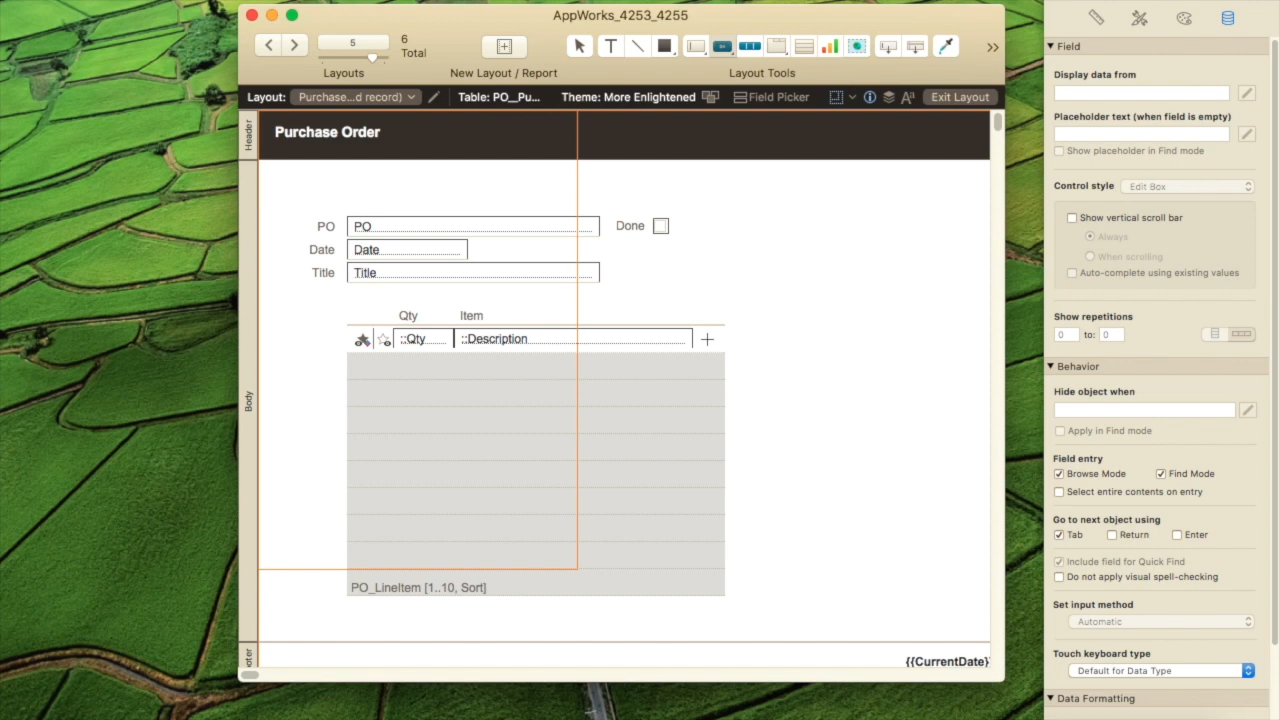 AppWorks_4253_4255
5
6
Total
Layouts
New Layout / Report
Layout Tools
Layout:
Purchase...d record)
Table: PO__Pu...
Theme: More Enlightened
Field Picker
Aa
Exit Layout
Header
Purchase Order
PO
PO
Done
Date
Date
Title
Title
Qty
Item
::Qty
::Description
Body
PO_LineItem [1..10, Sort]
{{CurrentDate}
Field
Display data from
Placeholder text (when field is empty)
Show placeholder in Find mode
Control style
Edit Box
Show vertical scroll bar
Always
When scrolling
Auto-complete using existing values
Show repetitions
0 to: 0
Behavior
Hide object when
Apply in Find mode
Field entry
Browse Mode
Find Mode
Select entire contents on entry
Go to next object using
Tab
Return
Enter
Include field for Quick Find
Do not apply visual spell-checking
Set input method
Automatic
Touch keyboard type
Default for Data Type
Data Formatting